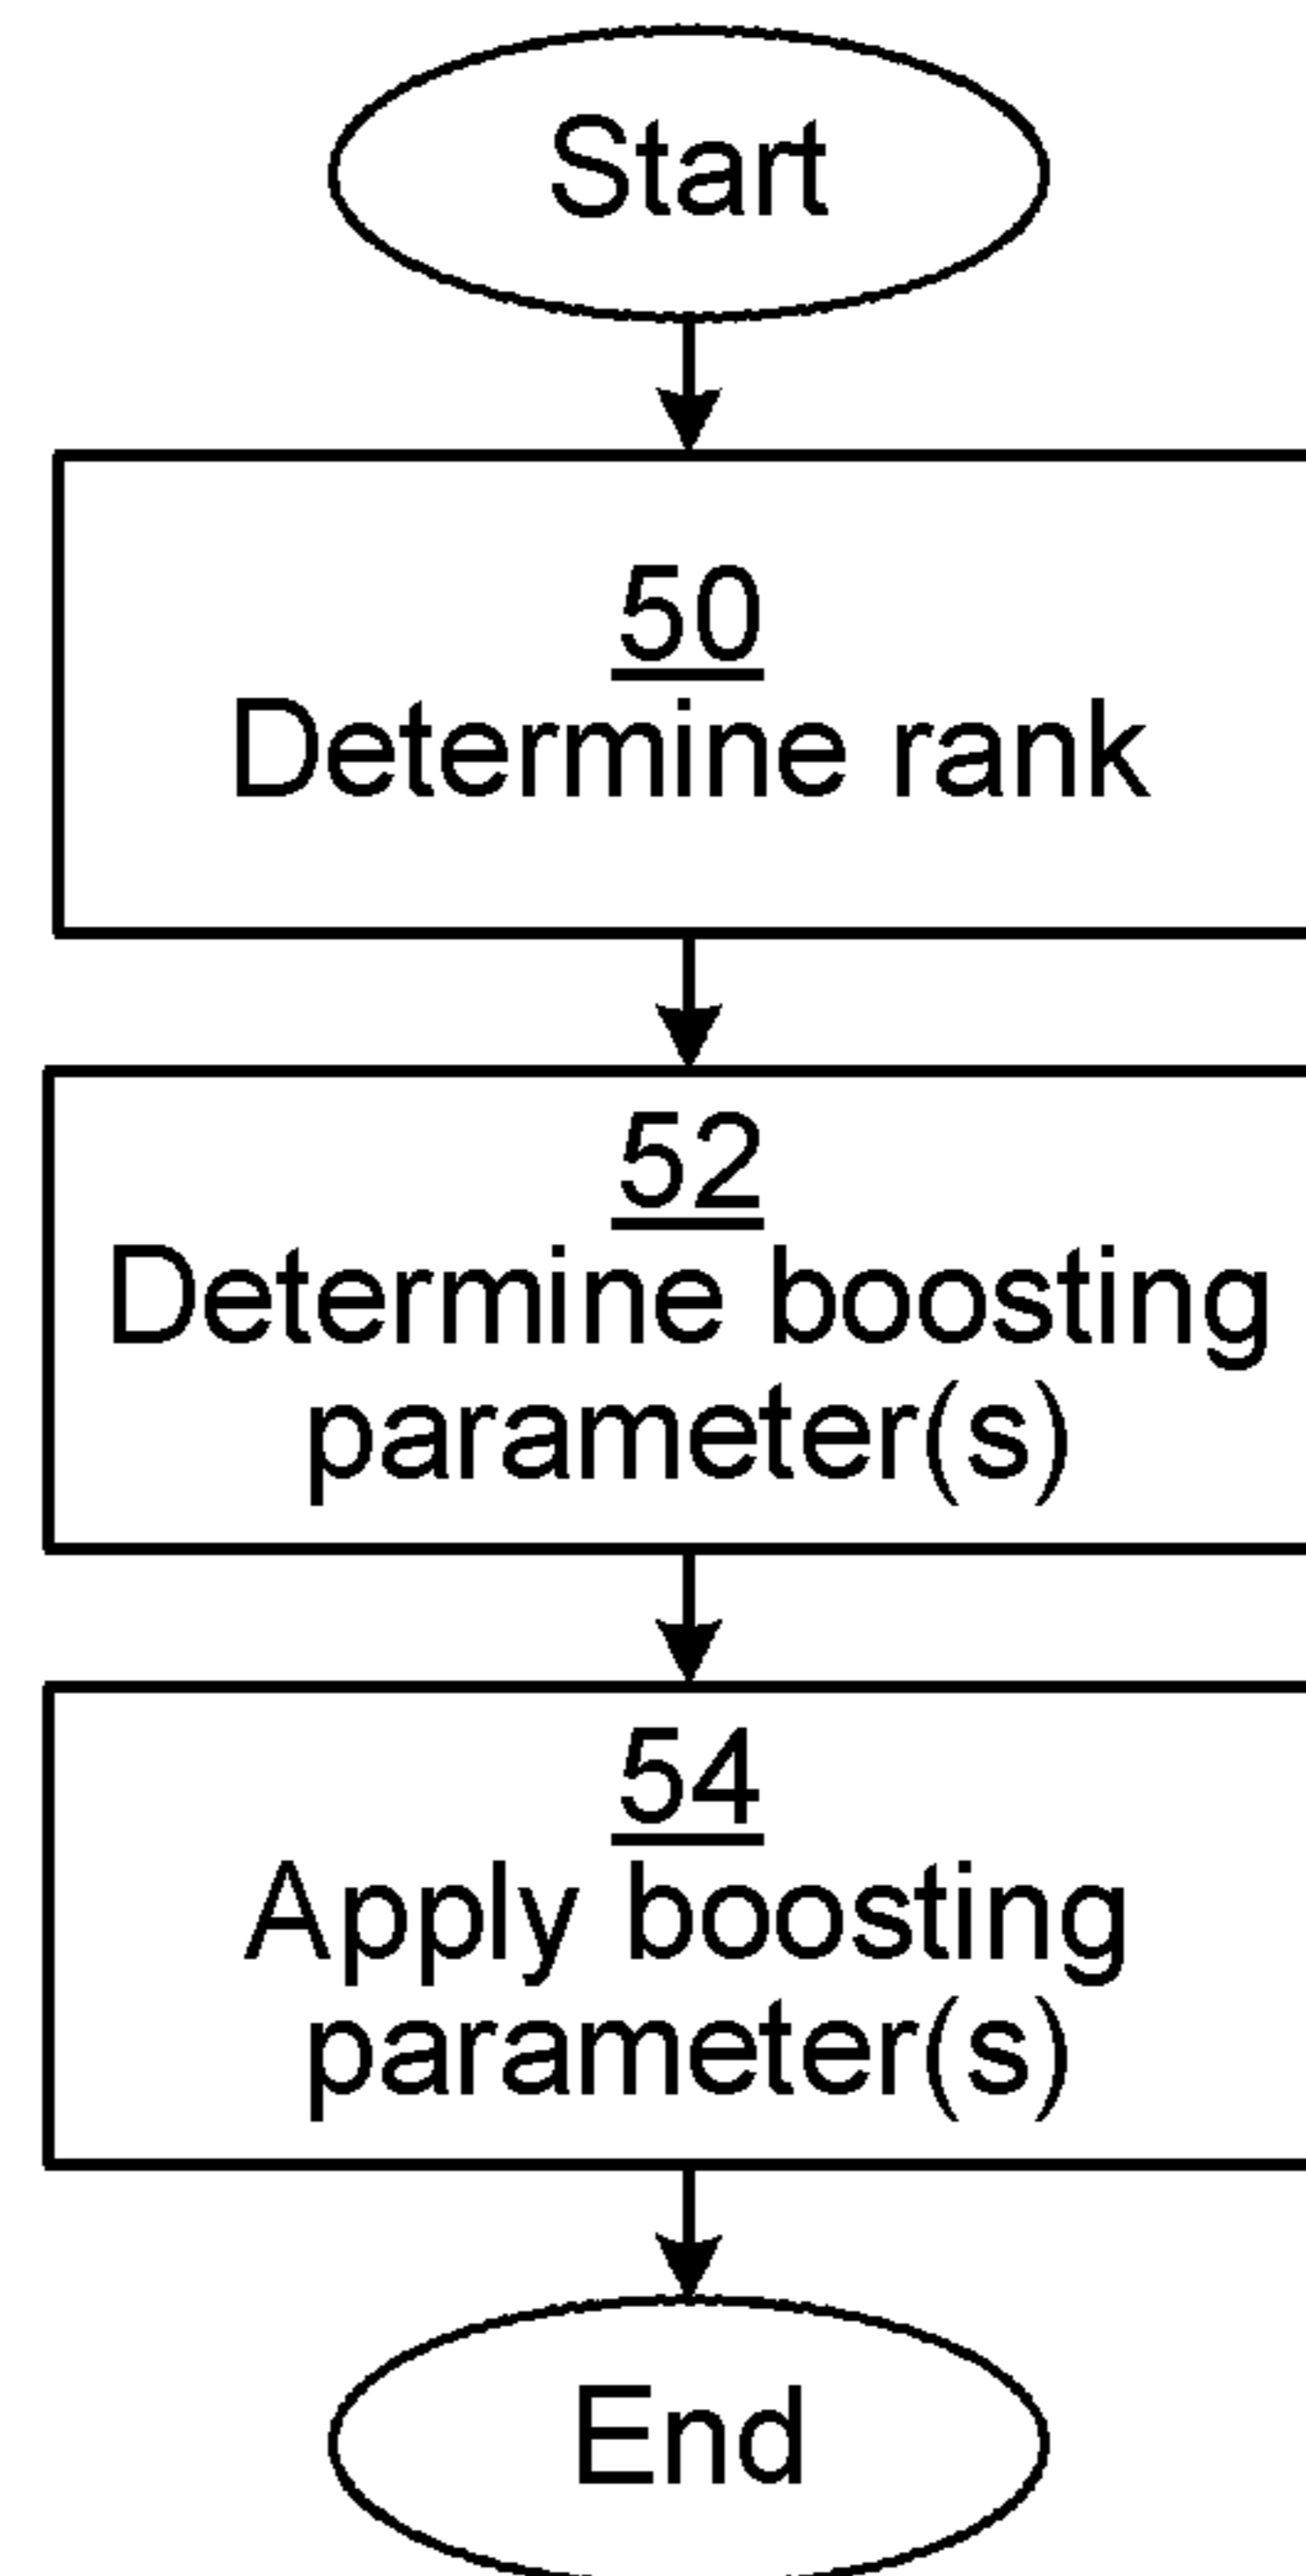 Start
50
Determine rank
52
Determine boosting
parameter(s)
54
Apply boosting
parameter(s)
End